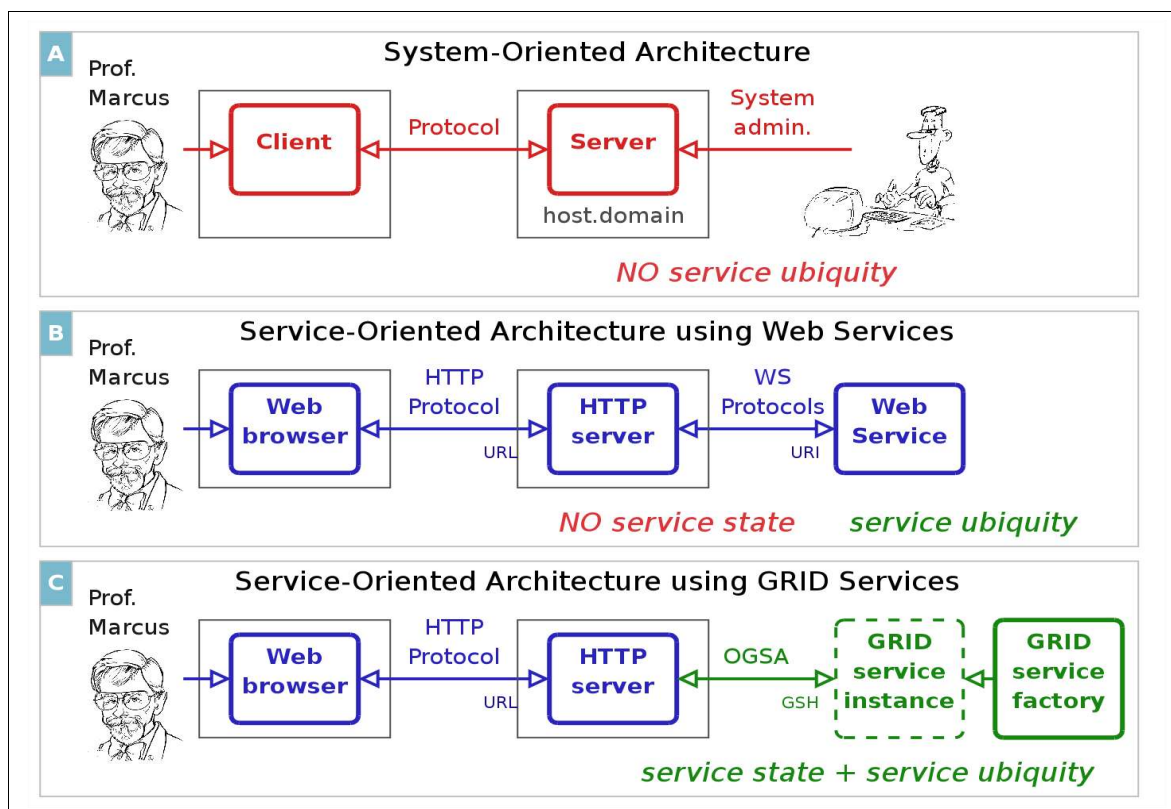 A
System-Oriented Architecture
Prof.
Marcus
Client
Protocol
Server
host.domain
System
admin.
NO service ubiquity
B
Service-Oriented Architecture using Web Services
Prof.
Marcus
Web
browser
HTTP
Protocol
URL
HTTP
server
WS
Protocols
URI
Web
Service
NO service state
service ubiquity
C
Service-Oriented Architecture using GRID Services
Prof.
Marcus
Web
browser
HTTP
Protocol
URL
HTTP
server
OGSA
GSH
GRID
service
instance
GRID
service
factory
service state + service ubiquity